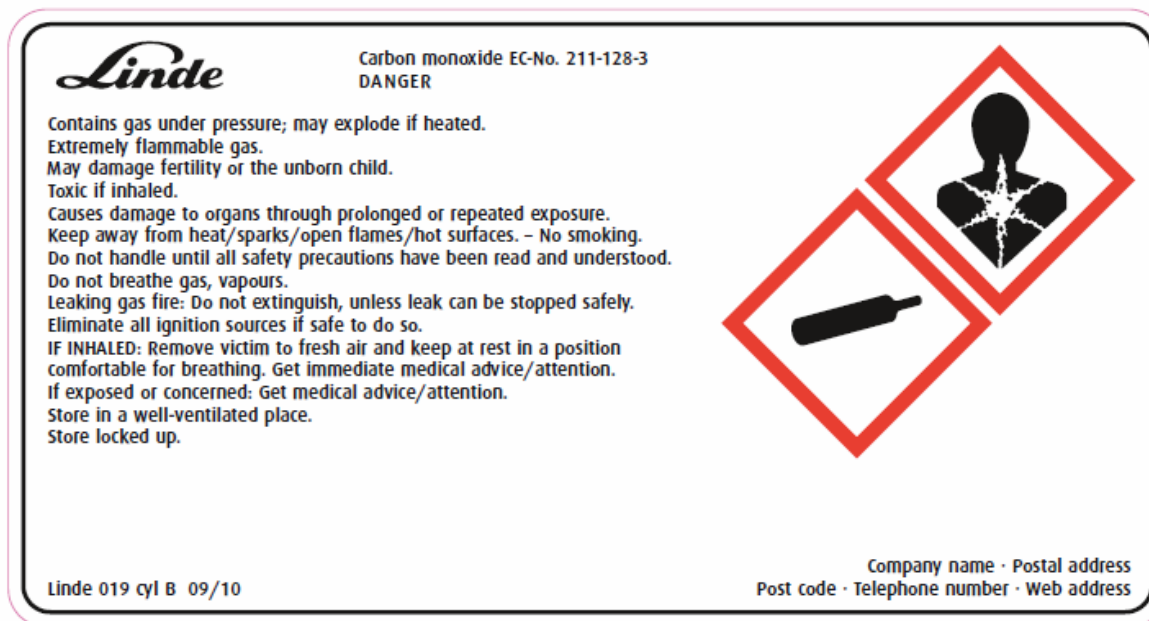 Linde
Carbon monoxide EC-No. 211-128-3
DANGER
Contains gas under pressure; may explode if heated.
Extremely flammable gas.
May damage fertility or the unborn child.
Toxic if inhaled.
Causes damage to organs through prolonged or repeated exposure.
Keep away from heat/sparks/open flames/hot surfaces. – No smoking.
Do not handle until all safety precautions have been read and understood.
Do not breathe gas, vapours.
Leaking gas fire: Do not extinguish, unless leak can be stopped safely.
Eliminate all ignition sources if safe to do so.
IF INHALED: Remove victim to fresh air and keep at rest in a position
comfortable for breathing. Get immediate medical advice/attention.
If exposed or concerned: Get medical advice/attention.
Store in a well-ventilated place.
Store locked up.
Linde 019 cyl B 09/10
Company name · Postal address
Post code · Telephone number · Web address